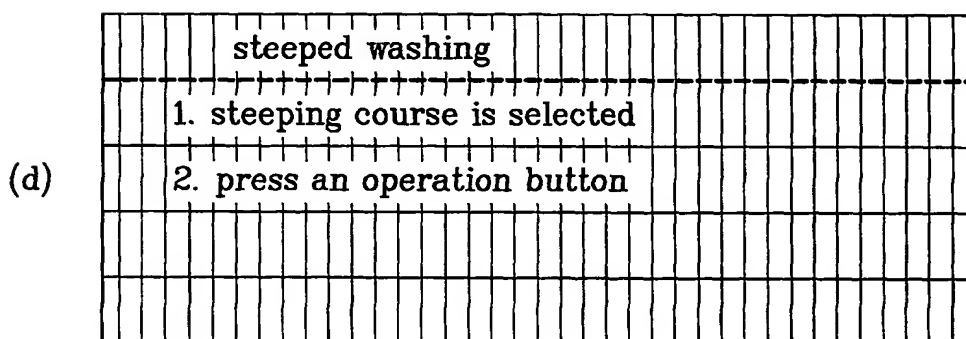 steeped washing
1. steeping course is selected
(d)
2. press an operation button